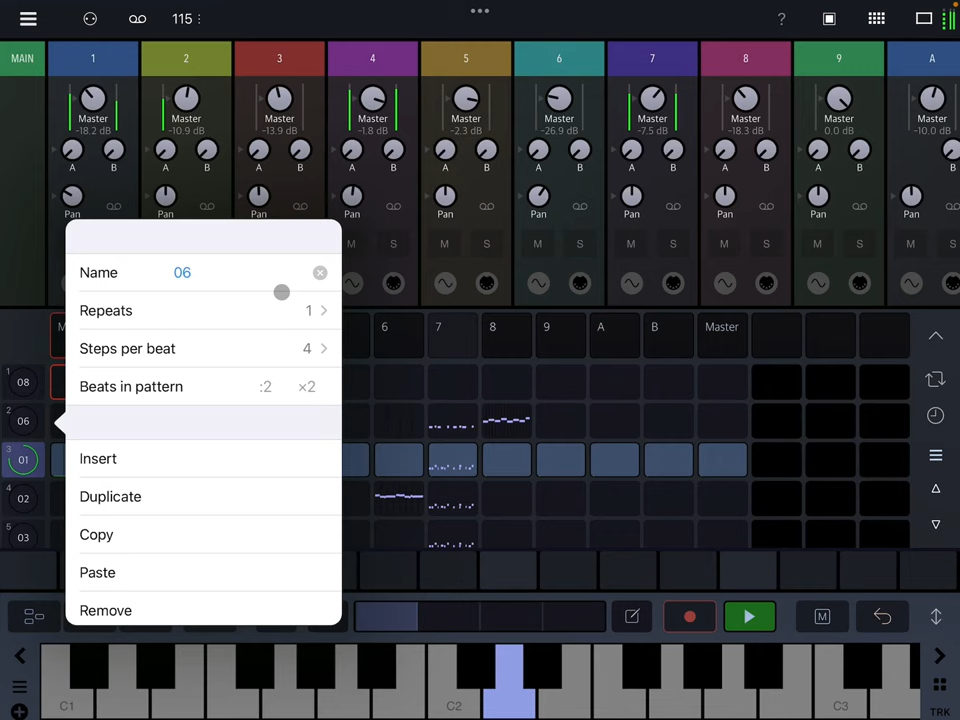 115 ⋮ ?
MAIN 1 2 3 4 5 6 7 8 9 A
Master Master Master Master Master Master Master Master Master Master
-18.2 dB -10.9 dB -13.9 dB -1.8 dB -2.3 dB -26.9 dB -7.5 dB -18.3 dB 0.0 dB -10.0 dB
A B A B A B A B A B A B A B A B A B A B
Pan Pan Pan Pan Pan Pan Pan Pan Pan Pan
M S M S M S M S M S M S M S
Name 06
Repeats 1
Steps per beat 4
Beats in pattern :2 ×2
Insert
Duplicate
Copy
Paste
Remove
M 6 7 8 9 A B Master
1 08
2 06
3 01
4 02
5 03
M
C1 C2 C3
TRK